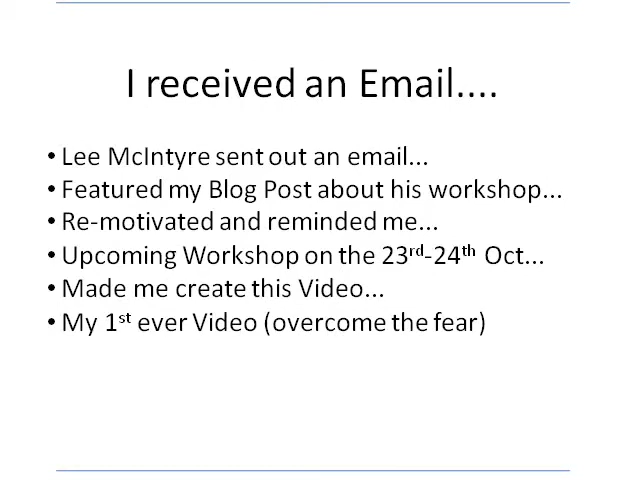 I received an Email....
• Lee McIntyre sent out an email...
• Featured my Blog Post about his workshop...
• Re-motivated and reminded me...
• Upcoming Workshop on the 23rd-24th Oct...
• Made me create this Video...
• My 1st ever Video (overcome the fear)